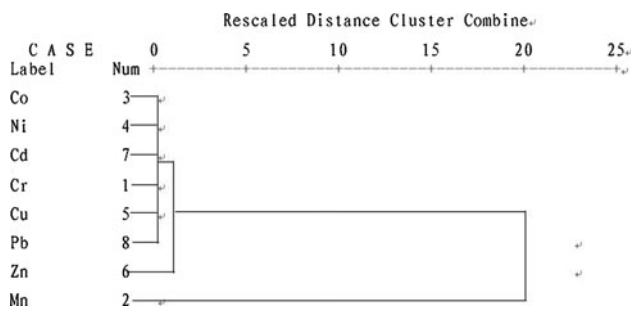 Rescaled Distance Cluster Combine↵
C A S E 0 5 10 15 20 25↵
Label Num
Co 3
Ni 4
Cd 7
Cr 1
Cu 5
Pb 8
Zn 6
Mn 2